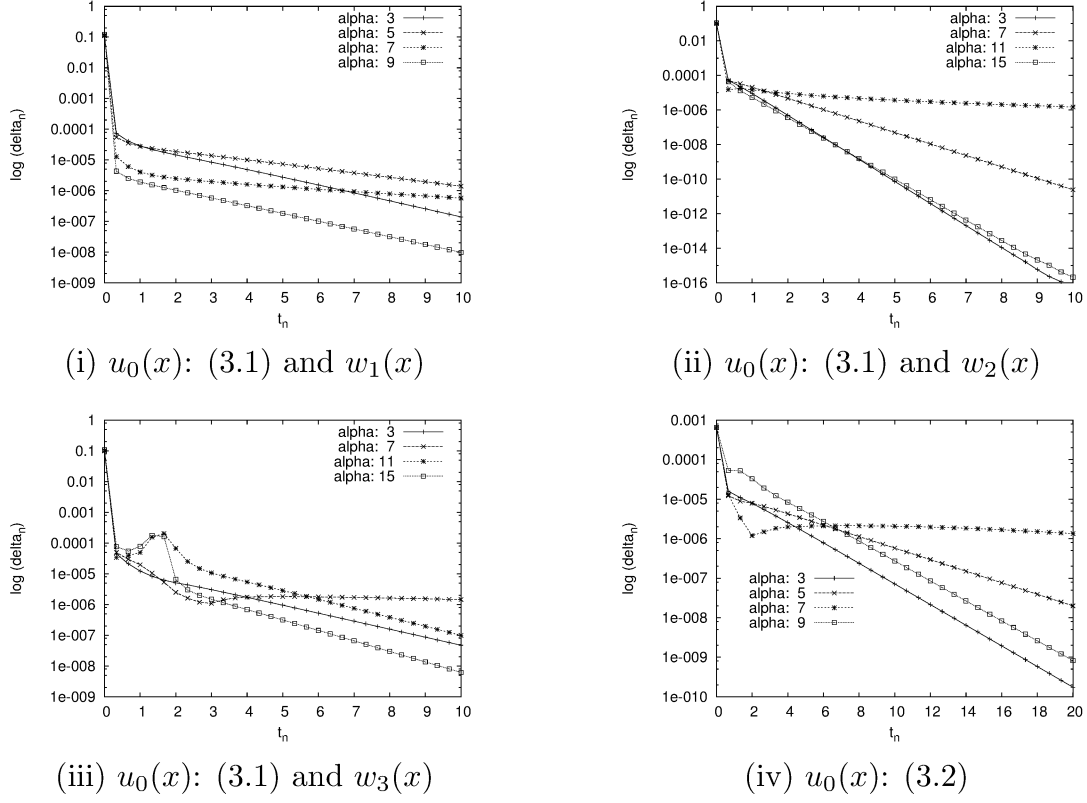 1
0.1
0.01
0.001
0.0001
1e-005
1e-006
1e-007
1e-008
1e-009
log (delta_n)
alpha: 3
alpha: 5
alpha: 7
alpha: 9
0 1 2 3 4 5 6 7 8 9 10
t_n
(i) u_0(x): (3.1) and w_1(x)
1
0.01
0.0001
1e-006
1e-008
1e-010
1e-012
1e-014
1e-016
log (delta_n)
alpha: 3
alpha: 7
alpha: 11
alpha: 15
0 1 2 3 4 5 6 7 8 9 10
t_n
(ii) u_0(x): (3.1) and w_2(x)
1
0.1
0.01
0.001
0.0001
1e-005
1e-006
1e-007
1e-008
1e-009
log (delta_n)
alpha: 3
alpha: 7
alpha: 11
alpha: 15
0 1 2 3 4 5 6 7 8 9 10
t_n
(iii) u_0(x): (3.1) and w_3(x)
0.001
0.0001
1e-005
1e-006
1e-007
1e-008
1e-009
1e-010
log (delta_n)
alpha: 3
alpha: 5
alpha: 7
alpha: 9
0 2 4 6 8 10 12 14 16 18 20
t_n
(iv) u_0(x): (3.2)